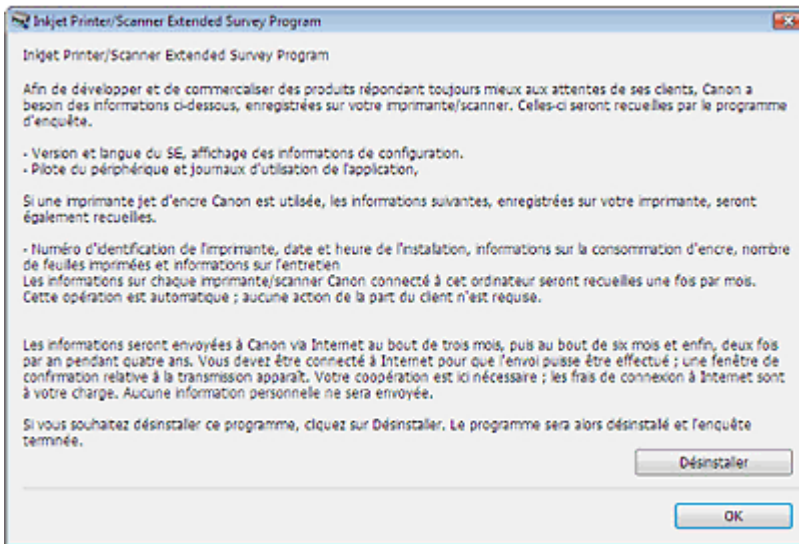 Inkjet Printer/Scanner Extended Survey Program
Inkjet Printer/Scanner Extended Survey Program
Afin de développer et de commercialiser des produits répondant toujours mieux aux attentes de ses clients, Canon a
besoin des informations ci-dessous, enregistrées sur votre imprimante/scanner. Celles-ci seront recueillies par le programme
d'enquête.
- Version et langue du SE, affichage des informations de configuration.
- Pilote du périphérique et journaux d'utilisation de l'application,
Si une imprimante jet d'encre Canon est utilisée, les informations suivantes, enregistrées sur votre imprimante, seront
également recueillies.
- Numéro d'identification de l'imprimante, date et heure de l'installation, informations sur la consommation d'encre, nombre
de feuilles imprimées et informations sur l'entretien
Les informations sur chaque imprimante/scanner Canon connecté à cet ordinateur seront recueillies une fois par mois.
Cette opération est automatique ; aucune action de la part du client n'est requise.
Les informations seront envoyées à Canon via Internet au bout de trois mois, puis au bout de six mois et enfin, deux fois
par an pendant quatre ans. Vous devez être connecté à Internet pour que l'envoi puisse être effectué ; une fenêtre de
confirmation relative à la transmission apparaît. Votre coopération est ici nécessaire ; les frais de connexion à Internet sont
à votre charge. Aucune information personnelle ne sera envoyée.
Si vous souhaitez désinstaller ce programme, cliquez sur Désinstaller. Le programme sera alors désinstallé et l'enquête
terminée.
Désinstaller
OK